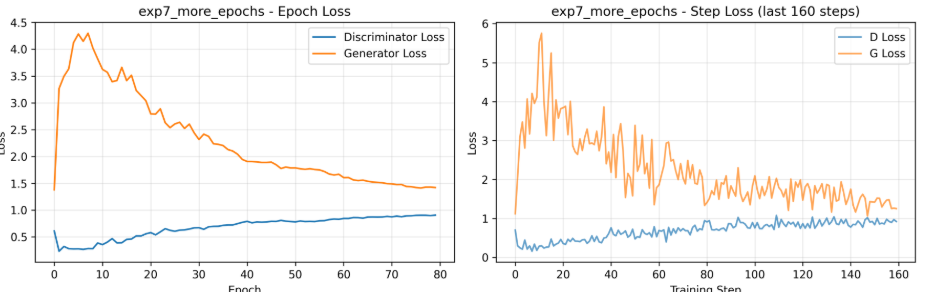 exp7_more_epochs - Epoch Loss
4.5
4.0
3.5
3.0
2.5
2.0
1.5
1.0
0.5
Loss
Discriminator Loss
Generator Loss
0 10 20 30 40 50 60 70 80
Epoch
exp7_more_epochs - Step Loss (last 160 steps)
6
5
4
3
2
1
0
Loss
D Loss
G Loss
0 20 40 60 80 100 120 140 160
Training Step